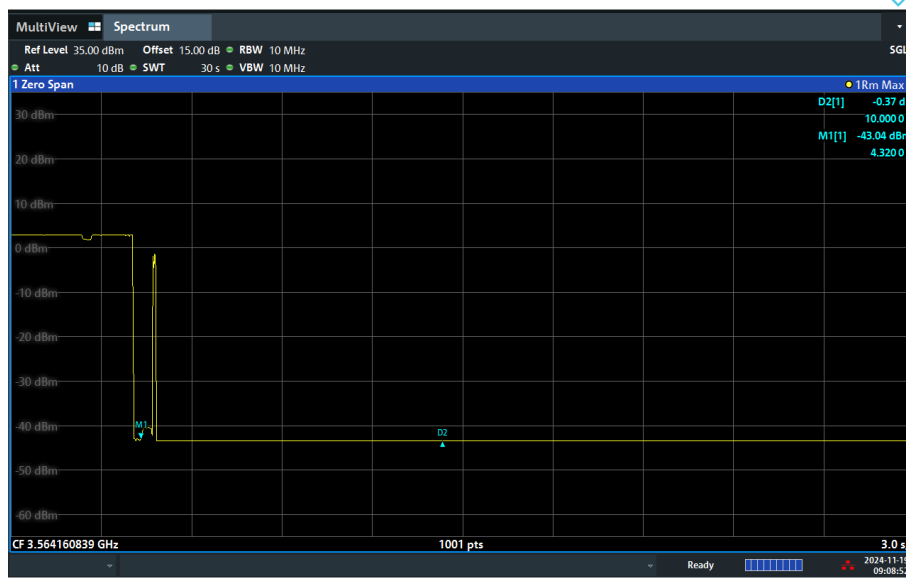 MultiView Spectrum
Ref Level 35.00 dBm Offset 15.00 dB RBW 10 MHz SGL
Att 10 dB SWT 30 s VBW 10 MHz
1 Zero Span 1Rm Max
D2[1] -0.37 d
10.000 0
M1[1] -43.04 dBm
4.320 0
30 dBm
20 dBm
10 dBm
0 dBm
-10 dBm
-20 dBm
-30 dBm
-40 dBm
M1
D2
-50 dBm
-60 dBm
CF 3.564160839 GHz 1001 pts 3.0 s
Ready 2024-11-19
09:08:52